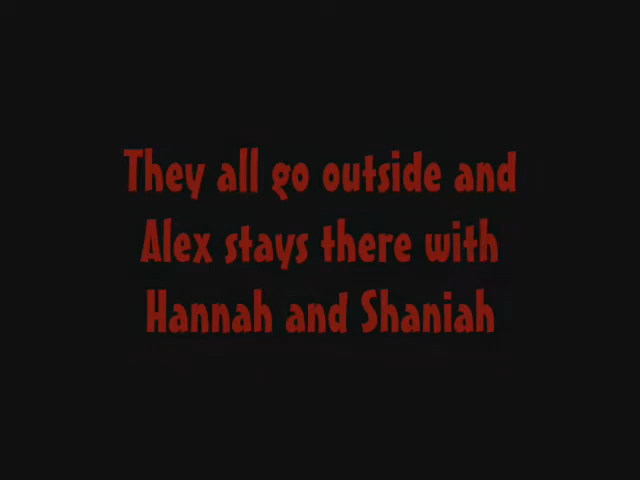 They all go outside and
Alex stays there with
Hannah and Shaniah